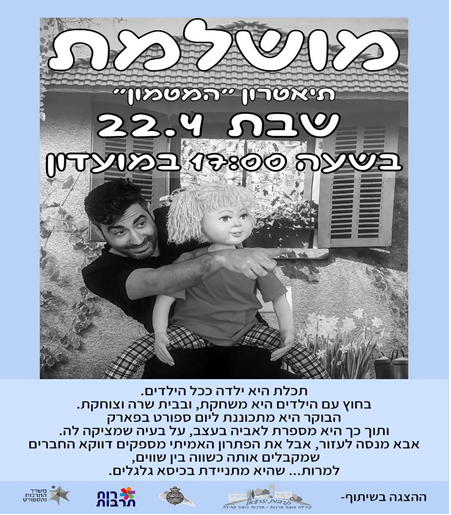 מושלמת
תיאטרון "המטמון"
שבת 22.4
בשעה 17:00 במועדון
תכלת היא ילדה ככל הילדים.
בחוץ עם הילדים היא משחקת, ובבית שרה וצוחקת.
הבוקר היא מתכוננת ליום ספורט בפארק
ותוך כך היא מספרת לאביה בעצב, על בעיה שמציקה לה.
אבא מנסה לעזור, אבל את הפתרון האמיתי מספקים דווקא החברים
שמקבלים אותה כשווה בין שווים,
למרות... שהיא מתניידת בכיסא גלגלים.
ההצגה בשיתוף-
חוק תרבות
משרד
התרבות
והספורט